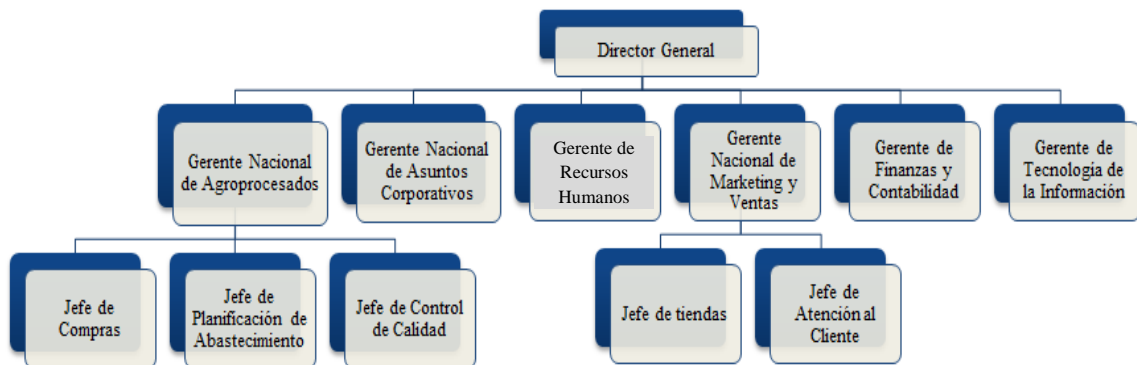 Director General
Gerente Nacional
de Agroprocesados
Gerente Nacional
de Asuntos
Corporativos
Gerente de
Recursos
Humanos
Gerente
Nacional de
Marketing y
Ventas
Gerente de
Finanzas y
Contabilidad
Gerente de
Tecnología de
la Información
Jefe de
Compras
Jefe de
Planificación de
Abastecimiento
Jefe de Control
de Calidad
Jefe de tiendas
Jefe de
Atención al
Cliente